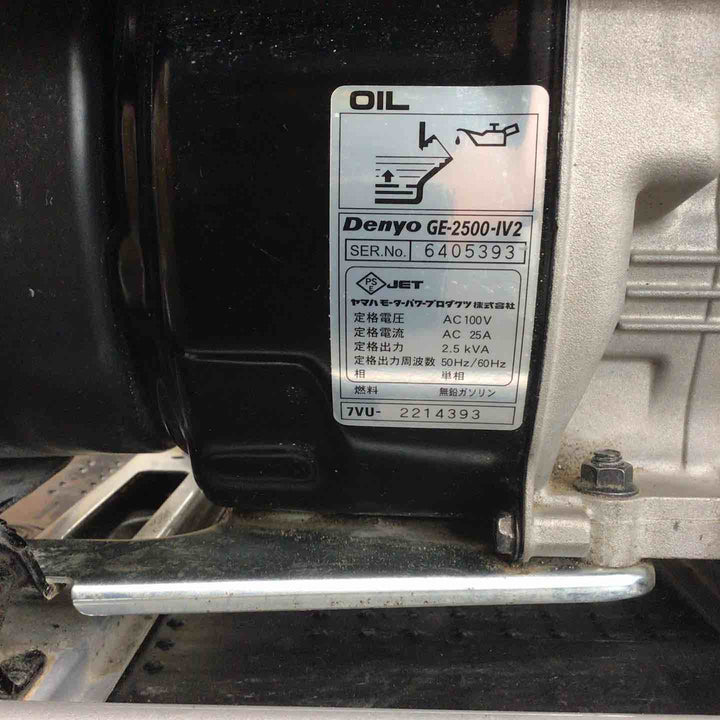 OIL
Denyo GE-2500-IV2
SER.No. 6405393
PS
E JET
ヤマハモーターパワープロダクツ株式会社
定格電圧 AC100V
定格電流 AC 25A
定格出力 2.5 kVA
定格出力周波数 50Hz/60Hz
相 単相
燃料 無鉛ガソリン
7VU- 2214393